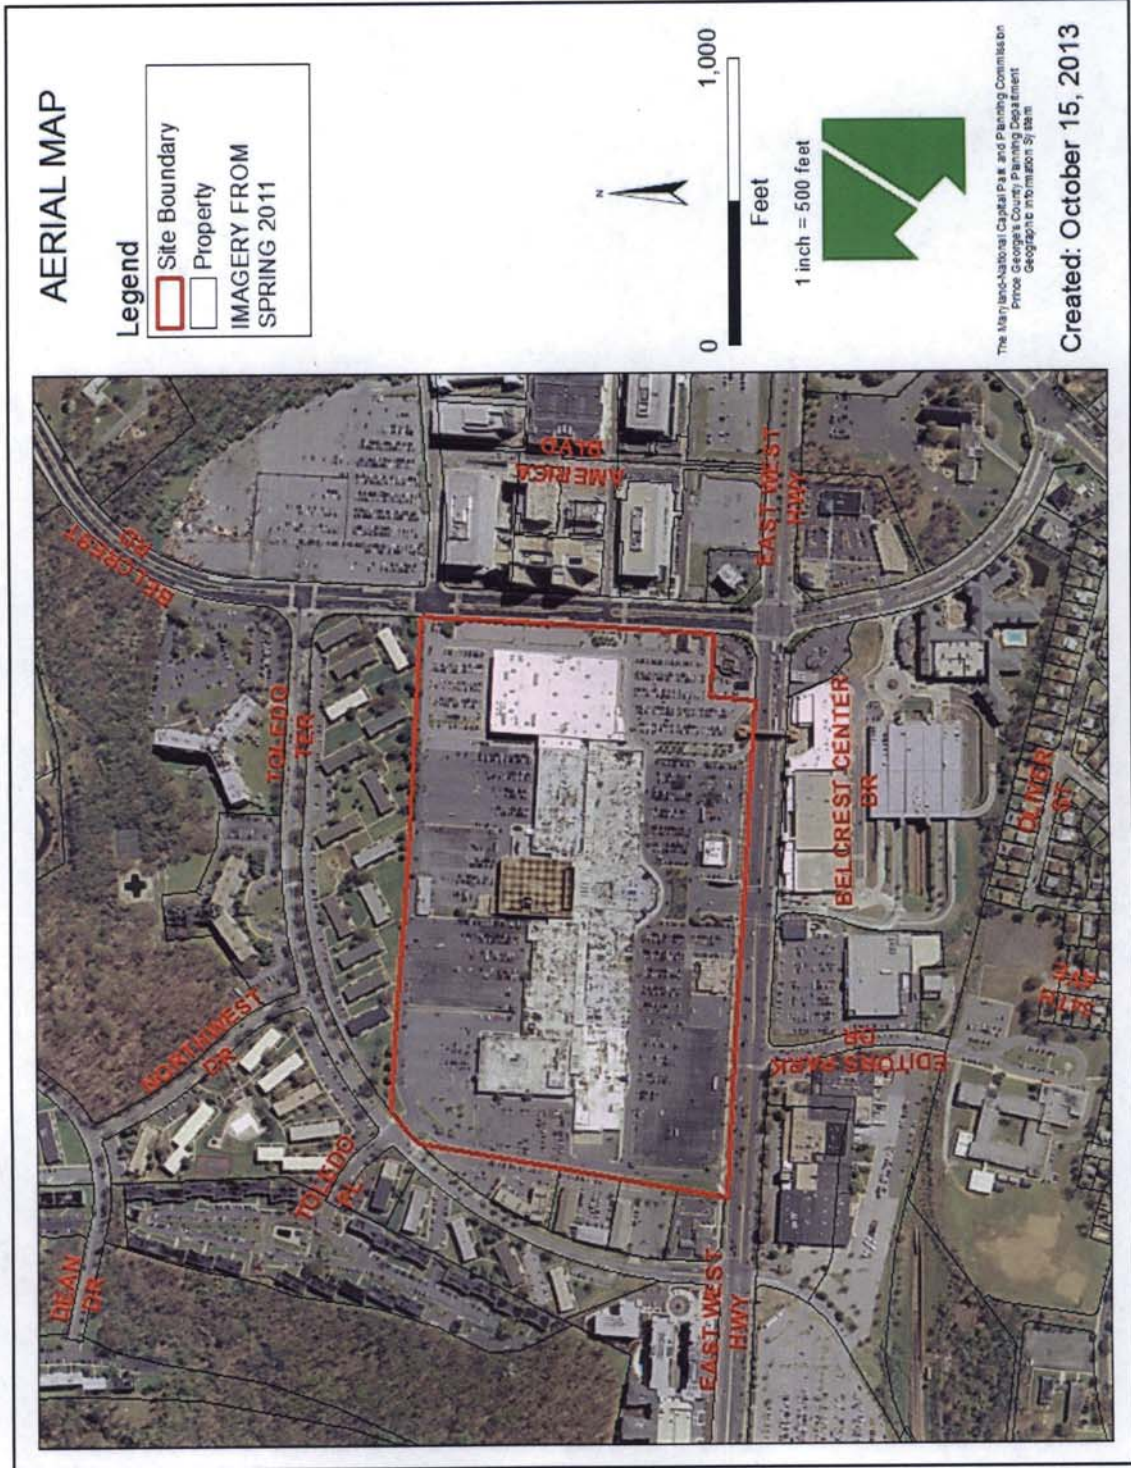 AERIAL MAP
Legend
Site Boundary
Property
IMAGERY FROM
SPRING 2011
N
0
1,000
Feet
1 inch = 500 feet
The Maryland-National Capital Park and Planning Commission
Prince George's County Planning Department
Geographic Information System
Created: October 15, 2013
DEAN
DR
NORTHWEST
DR
TOLEDO
PL
TOLEDO
TER
BELCREST
RD
AMERICA
BLVD
EAST WEST
HWY
EAST WEST
HWY
EDITORS PARK
DR
BELCREST CENTER
DR
OLIVER
ST